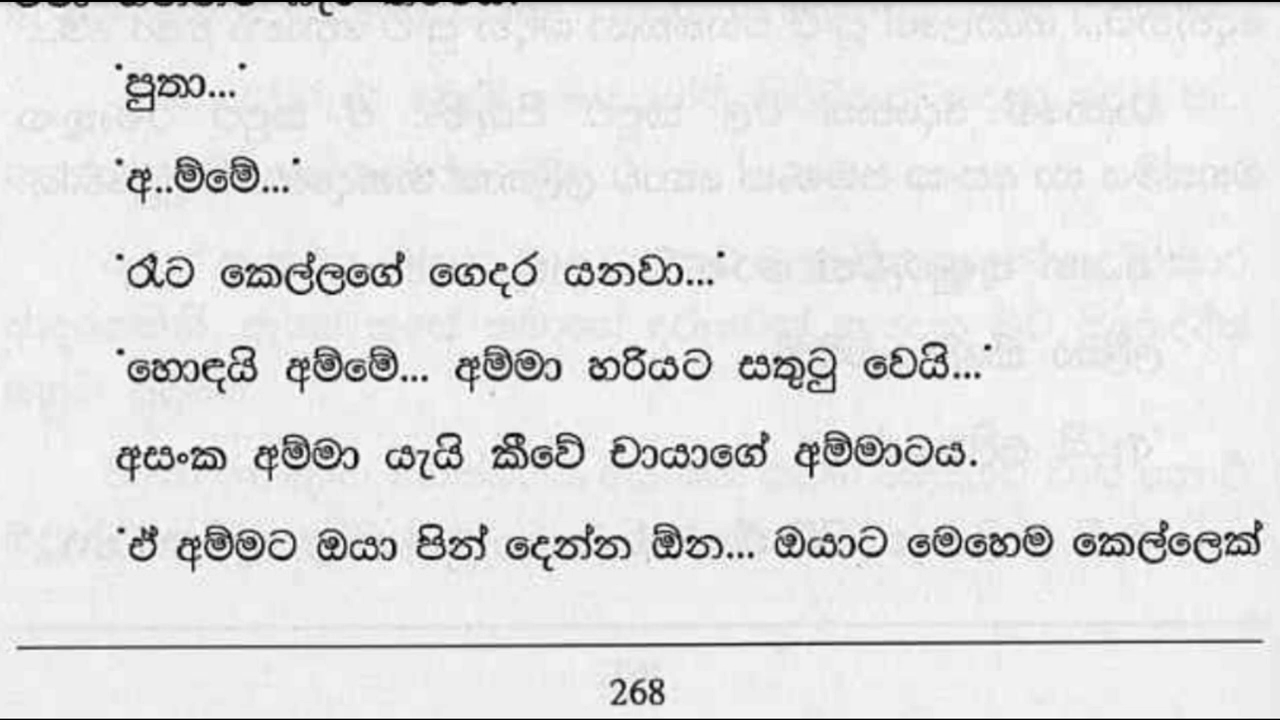 'පුතා...'
'අ..ම්මේ...'
'රෑට කෙල්ලගේ ගෙදර යනවා...'
'හොඳයි අම්මේ... අම්මා හරියට සතුටු වෙයි...'
අසංක අම්මා යැයි කීවේ චායාගේ අම්මාටය.
'ඒ අම්මට ඔයා පින් දෙන්න ඕන... ඔයාට මෙහෙම කෙල්ලෙක්
268